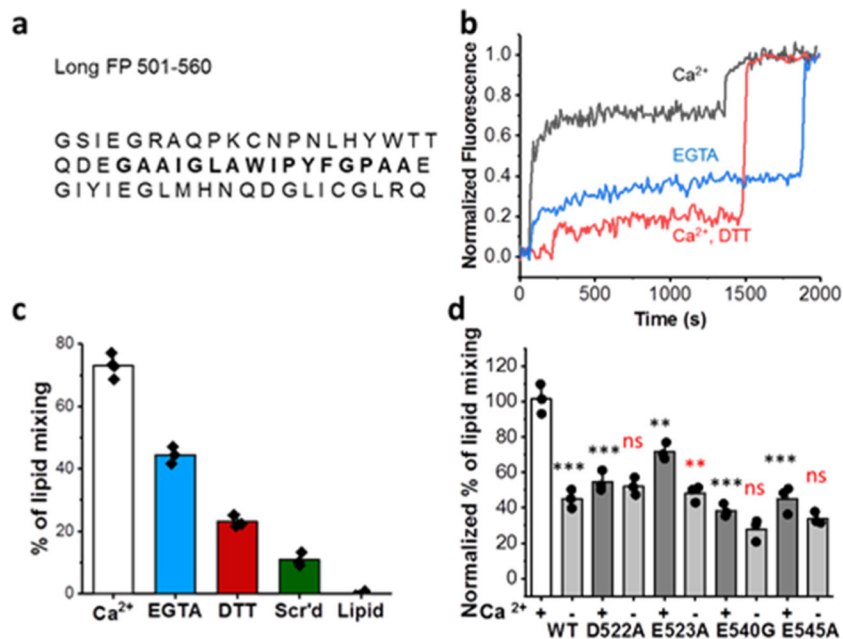 a
Long FP 501-560
G S I E G R A Q P K C N P N L H Y W T T
Q D E G A A I G L A W I P Y F G P A A E
G I Y I E G L M H N Q D G L I C G L R Q
b
Normalized Fluorescence
1.0
0.8
0.6
0.4
0.2
0.0
Ca²⁺
EGTA
Ca²⁺, DTT
0 500 1000 1500 2000
Time (s)
c
% of lipid mixing
80
60
40
20
0
Ca²⁺ EGTA DTT Scr'd Lipid
d
Normalized % of lipid mixing
120
100
80
60
40
20
0
*** *** ns ** ** *** ns *** ns
Ca ²⁺ + - + - + - + - + -
WT D522A E523A E540G E545A